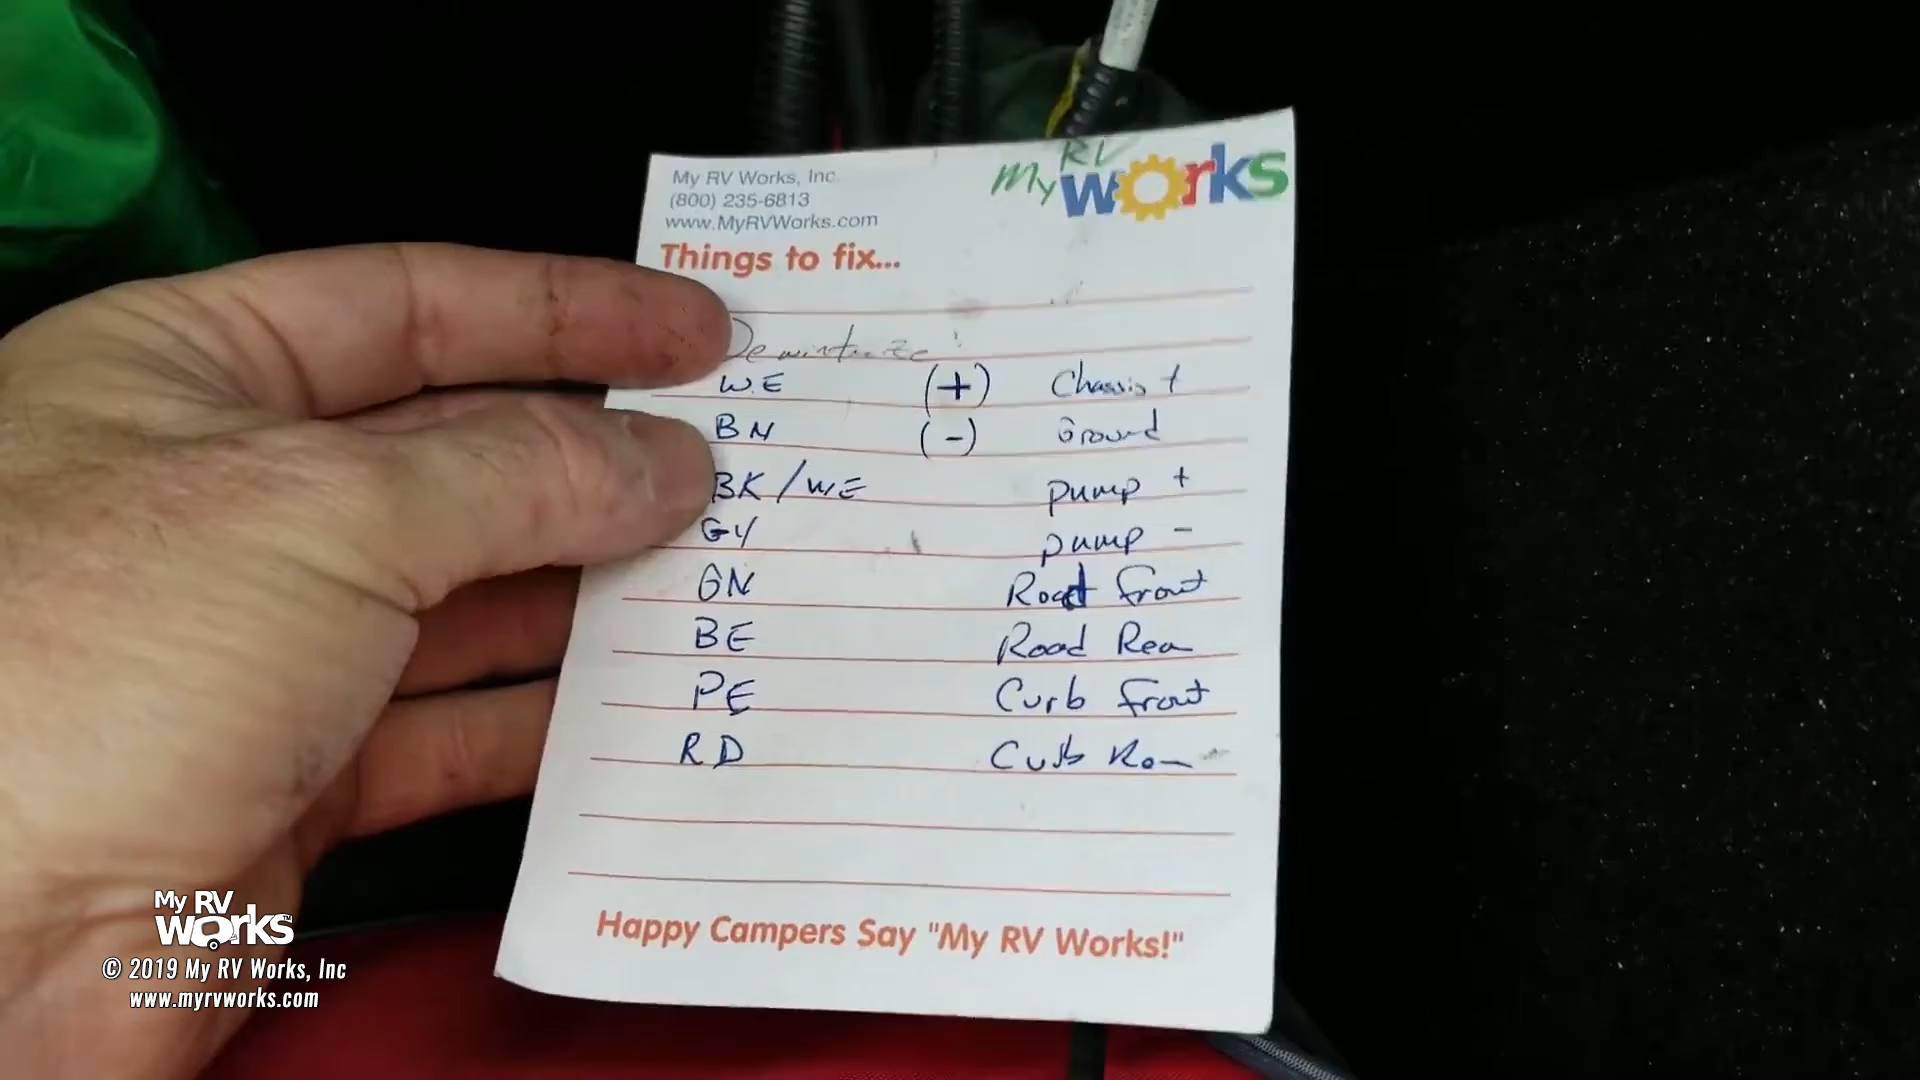 My RV Works, Inc.
(800) 235-6813
www.MyRVWorks.com
My RV Works
Things to fix...
Dewinterize
WE (+) Chassis +
BN (-) Ground
BK/WE pump +
GY pump -
GN Road front
BE Road Rear
PE Curb front
RD Curb Rear
Happy Campers Say "My RV Works!"
My RV
Works™
© 2019 My RV Works, Inc
www.myrvworks.com